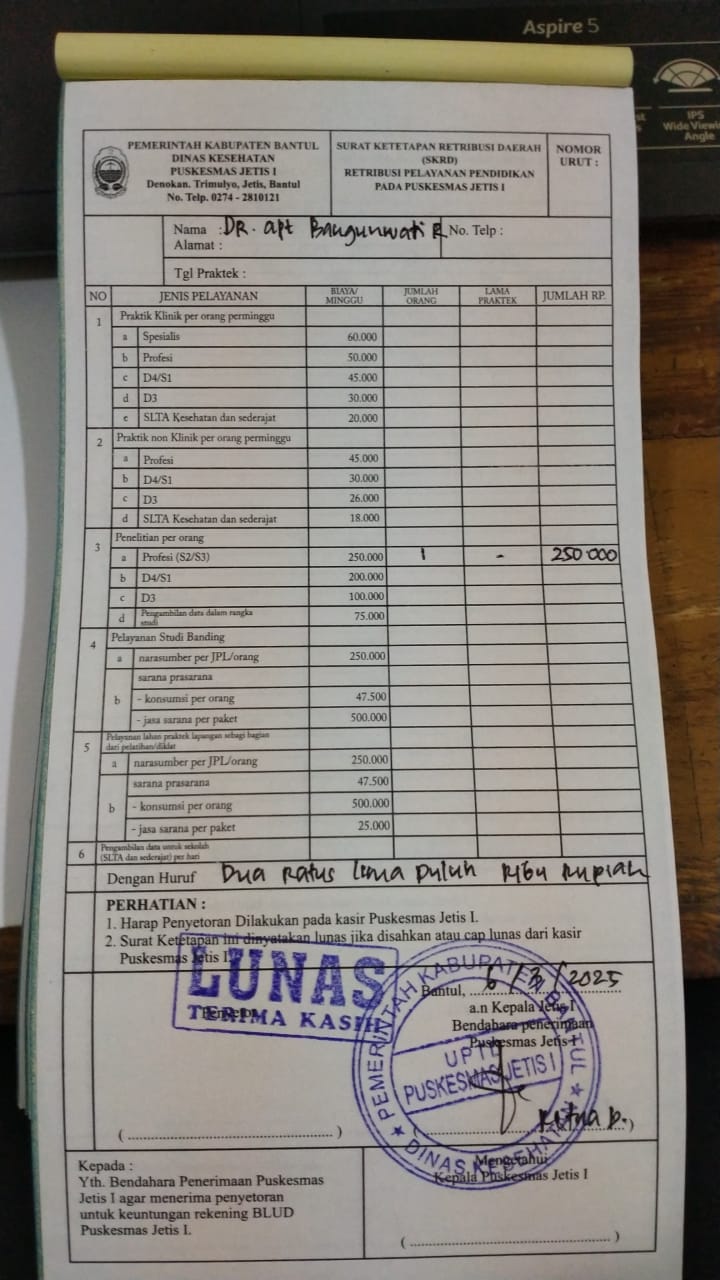 Aspire 5
IPS
Wide Viewing
Angle
PEMERINTAH KABUPATEN BANTUL
DINAS KESEHATAN
PUSKESMAS JETIS I
Denokan. Trimulyo, Jetis, Bantul
No. Telp. 0274 - 2810121
SURAT KETETAPAN RETRIBUSI DAERAH
(SKRD)
RETRIBUSI PELAYANAN PENDIDIKAN
PADA PUSKESMAS JETIS I
NOMOR
URUT :
Nama : DR. apt Bangunwati R
No. Telp :
Alamat :
Tgl Praktek :
NO JENIS PELAYANAN BIAYA/MINGGU JUMLAH ORANG LAMA PRAKTEK JUMLAH RP.
1 Praktik Klinik per orang perminggu
a Spesialis 60.000
b Profesi 50.000
c D4/S1 45.000
d D3 30.000
e SLTA Kesehatan dan sederajat 20.000
2 Praktik non Klinik per orang perminggu
a Profesi 45.000
b D4/S1 30.000
c D3 26.000
d SLTA Kesehatan dan sederajat 18.000
3 Penelitian per orang
a Profesi (S2/S3) 250.000 1 - 250.000
b D4/S1 200.000
c D3 100.000
d Pengambilan data dalam rangka studi 75.000
4 Pelayanan Studi Banding
a narasumber per JPL/orang 250.000
sarana prasarana
b - konsumsi per orang 47.500
- jasa sarana per paket 500.000
5 Pelayanan lahan praktek lapangan sebagi bagian dari pelatihan/diklat
a narasumber per JPL/orang 250.000
sarana prasarana 47.500
b - konsumsi per orang 500.000
- jasa sarana per paket 25.000
6 Pengambilan data untuk sekolah (SLTA dan sederajat) per hari
Dengan Huruf Dua Ratus Lima Puluh Ribu Rupiah
PERHATIAN :
1. Harap Penyetoran Dilakukan pada kasir Puskesmas Jetis I.
2. Surat Ketetapan ini dinyatakan lunas jika disahkan atau cap lunas dari kasir
Puskesmas Jetis I.
LUNAS
TERIMA KASIH
Bantul, 6/3/2025
a.n Kepala Jetis I
Bendahara penerimaan
Puskesmas Jetis I
PEMERINTAH KABUPATEN BANTUL
UPTD
PUSKESMAS JETIS I
DINAS KESEHATAN
Mengetahui
Kepala Puskesmas Jetis I
Kepada :
Yth. Bendahara Penerimaan Puskesmas
Jetis I agar menerima penyetoran
untuk keuntungan rekening BLUD
Puskesmas Jetis I.